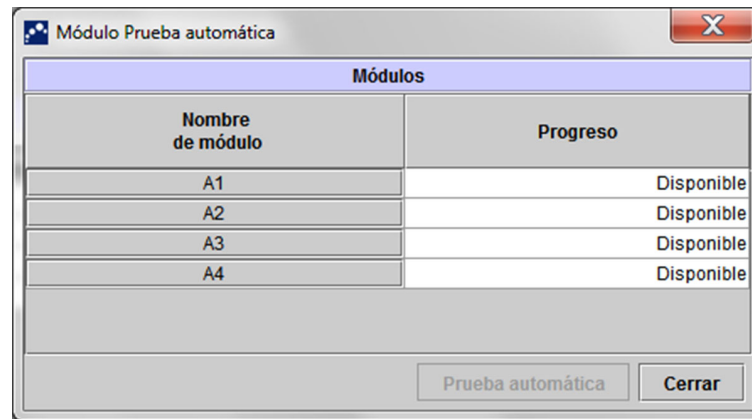 Módulo Prueba automática
Módulos
Nombre
de módulo
Progreso
A1
Disponible
A2
Disponible
A3
Disponible
A4
Disponible
Prueba automática
Cerrar